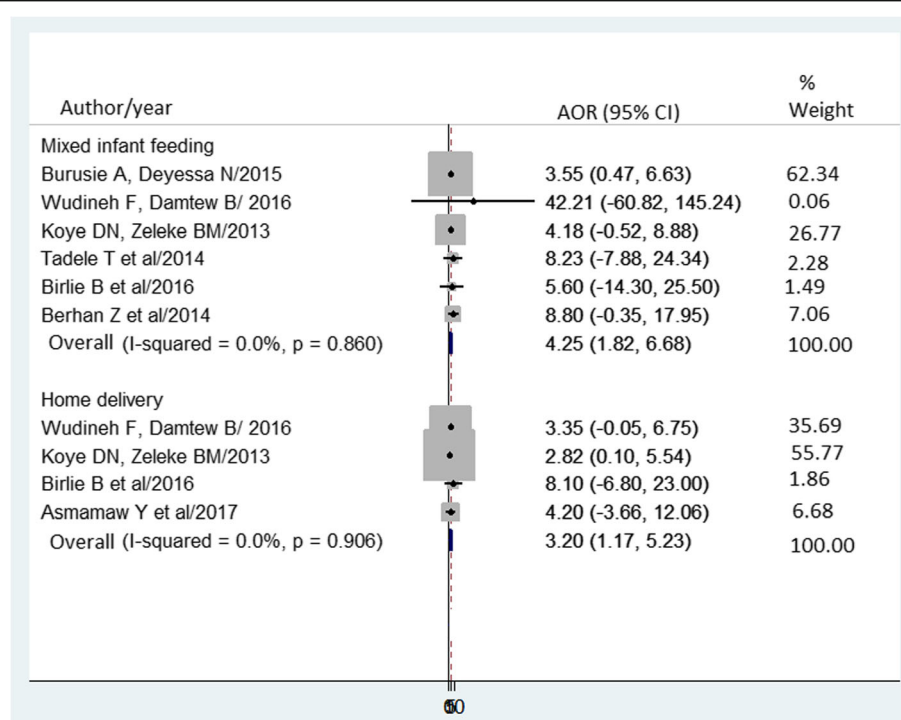 %
Author/year AOR (95% CI) Weight
Mixed infant feeding
Burusie A, Deyessa N/2015 3.55 (0.47, 6.63) 62.34
Wudineh F, Damtew B/ 2016 42.21 (-60.82, 145.24) 0.06
Koye DN, Zeleke BM/2013 4.18 (-0.52, 8.88) 26.77
Tadele T et al/2014 8.23 (-7.88, 24.34) 2.28
Birlie B et al/2016 5.60 (-14.30, 25.50) 1.49
Berhan Z et al/2014 8.80 (-0.35, 17.95) 7.06
Overall (I-squared = 0.0%, p = 0.860) 4.25 (1.82, 6.68) 100.00
Home delivery
Wudineh F, Damtew B/ 2016 3.35 (-0.05, 6.75) 35.69
Koye DN, Zeleke BM/2013 2.82 (0.10, 5.54) 55.77
Birlie B et al/2016 8.10 (-6.80, 23.00) 1.86
Asmamaw Y et al/2017 4.20 (-3.66, 12.06) 6.68
Overall (I-squared = 0.0%, p = 0.906) 3.20 (1.17, 5.23) 100.00